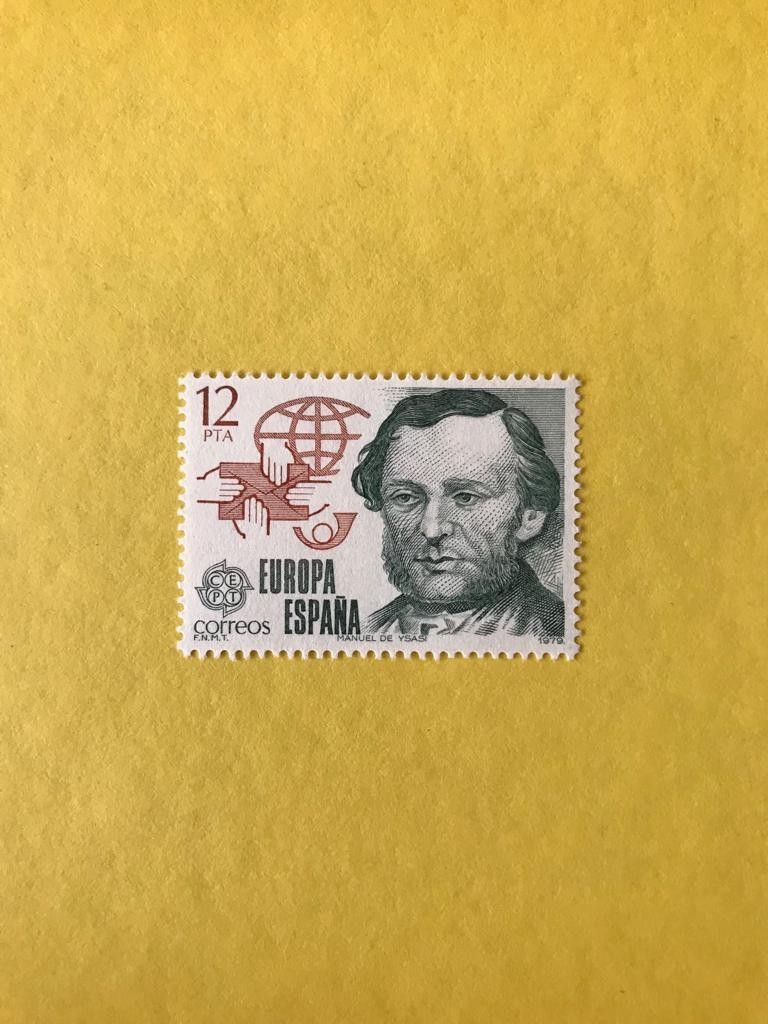 12
PTA
CEPT
EUROPA
ESPAÑA
correos
F.N.M.T.
MANUEL DE YSASI
1979